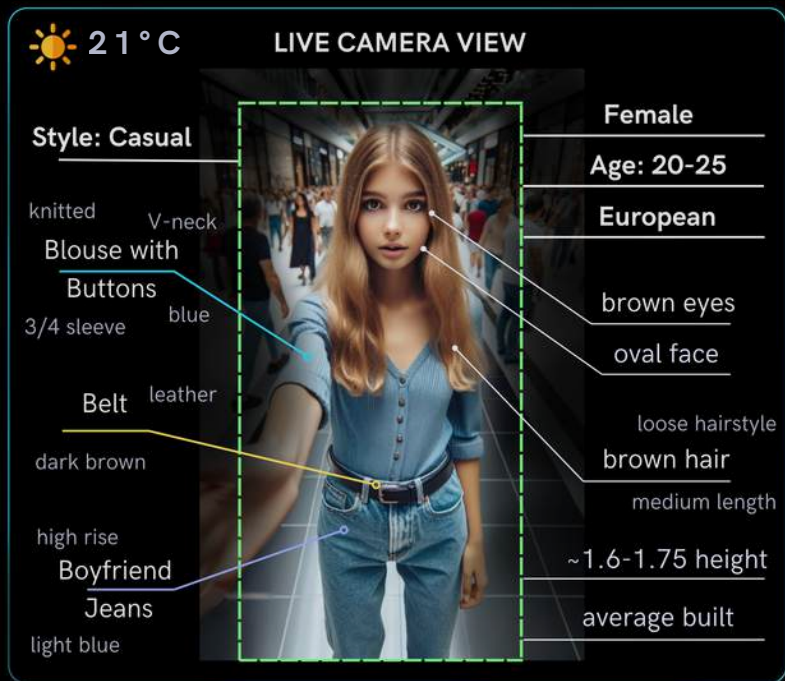 21°C
LIVE CAMERA VIEW
Style: Casual
knitted
V-neck
Blouse with
Buttons
3/4 sleeve
blue
Belt
leather
dark brown
high rise
Boyfriend
Jeans
light blue
Female
Age: 20-25
European
brown eyes
oval face
loose hairstyle
brown hair
medium length
~1.6-1.75 height
average built